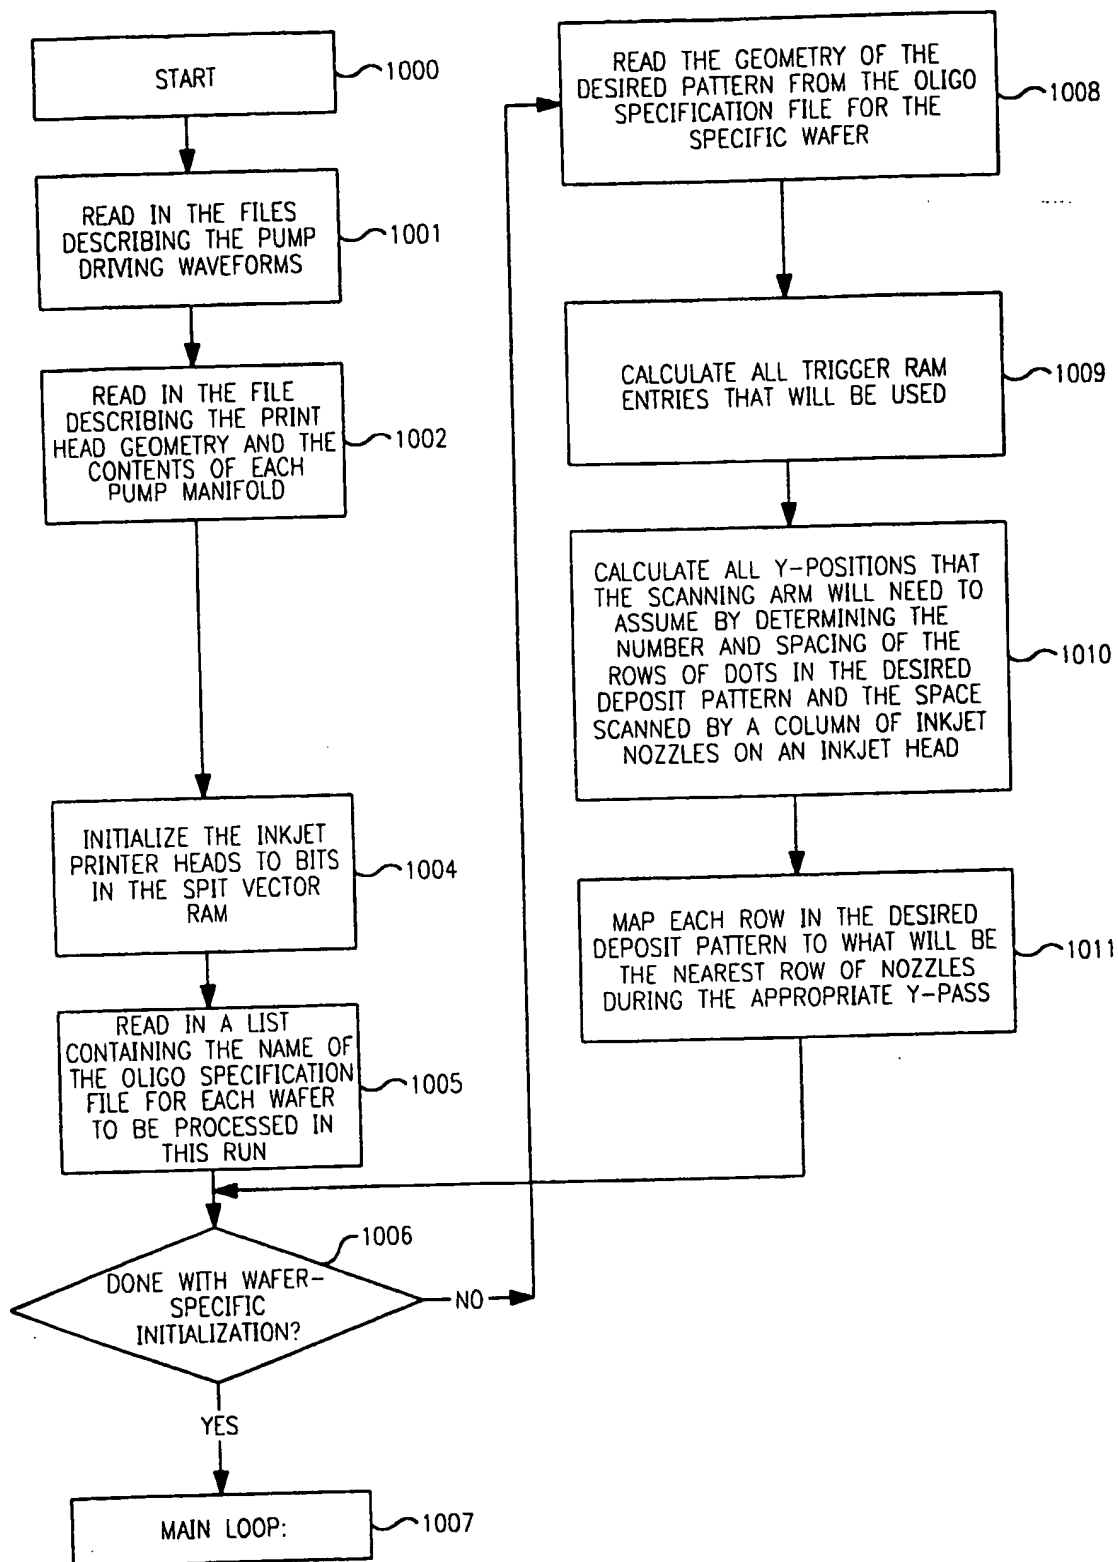 START
1000
READ IN THE FILES
DESCRIBING THE PUMP
DRIVING WAVEFORMS
1001
READ IN THE FILE
DESCRIBING THE PRINT
HEAD GEOMETRY AND THE
CONTENTS OF EACH
PUMP MANIFOLD
1002
INITIALIZE THE INKJET
PRINTER HEADS TO BITS
IN THE SPIT VECTOR
RAM
1004
READ IN A LIST
CONTAINING THE NAME OF
THE OLIGO SPECIFICATION
FILE FOR EACH WAFER
TO BE PROCESSED IN
THIS RUN
1005
DONE WITH WAFER-
SPECIFIC
INITIALIZATION?
1006
NO
YES
MAIN LOOP:
1007
READ THE GEOMETRY OF THE
DESIRED PATTERN FROM THE OLIGO
SPECIFICATION FILE FOR THE
SPECIFIC WAFER
1008
CALCULATE ALL TRIGGER RAM
ENTRIES THAT WILL BE USED
1009
CALCULATE ALL Y-POSITIONS THAT
THE SCANNING ARM WILL NEED TO
ASSUME BY DETERMINING THE
NUMBER AND SPACING OF THE
ROWS OF DOTS IN THE DESIRED
DEPOSIT PATTERN AND THE SPACE
SCANNED BY A COLUMN OF INKJET
NOZZLES ON AN INKJET HEAD
1010
MAP EACH ROW IN THE DESIRED
DEPOSIT PATTERN TO WHAT WILL BE
THE NEAREST ROW OF NOZZLES
DURING THE APPROPRIATE Y-PASS
1011